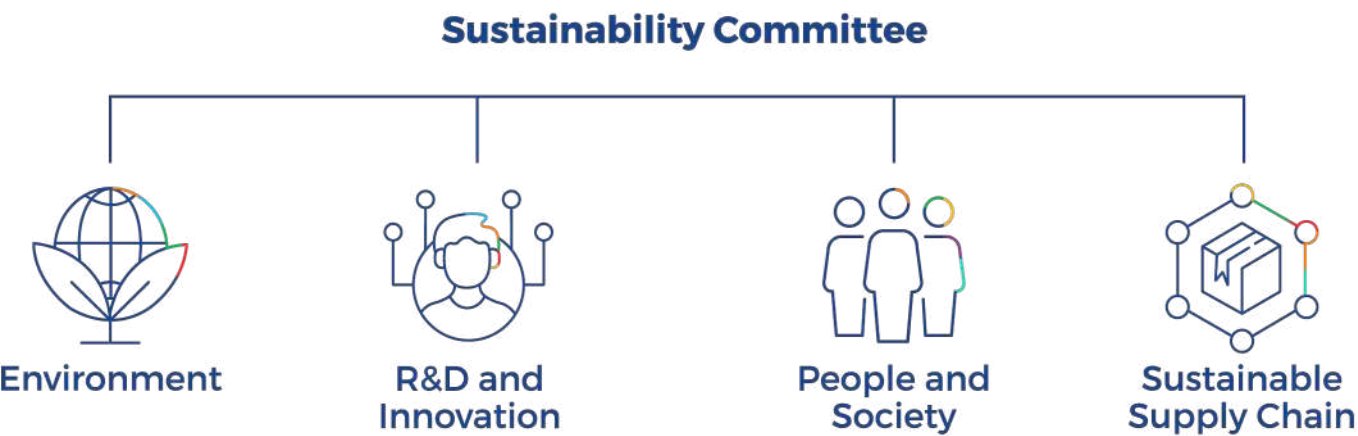 Sustainability Committee
Environment
R&D and
Innovation
People and
Society
Sustainable
Supply Chain